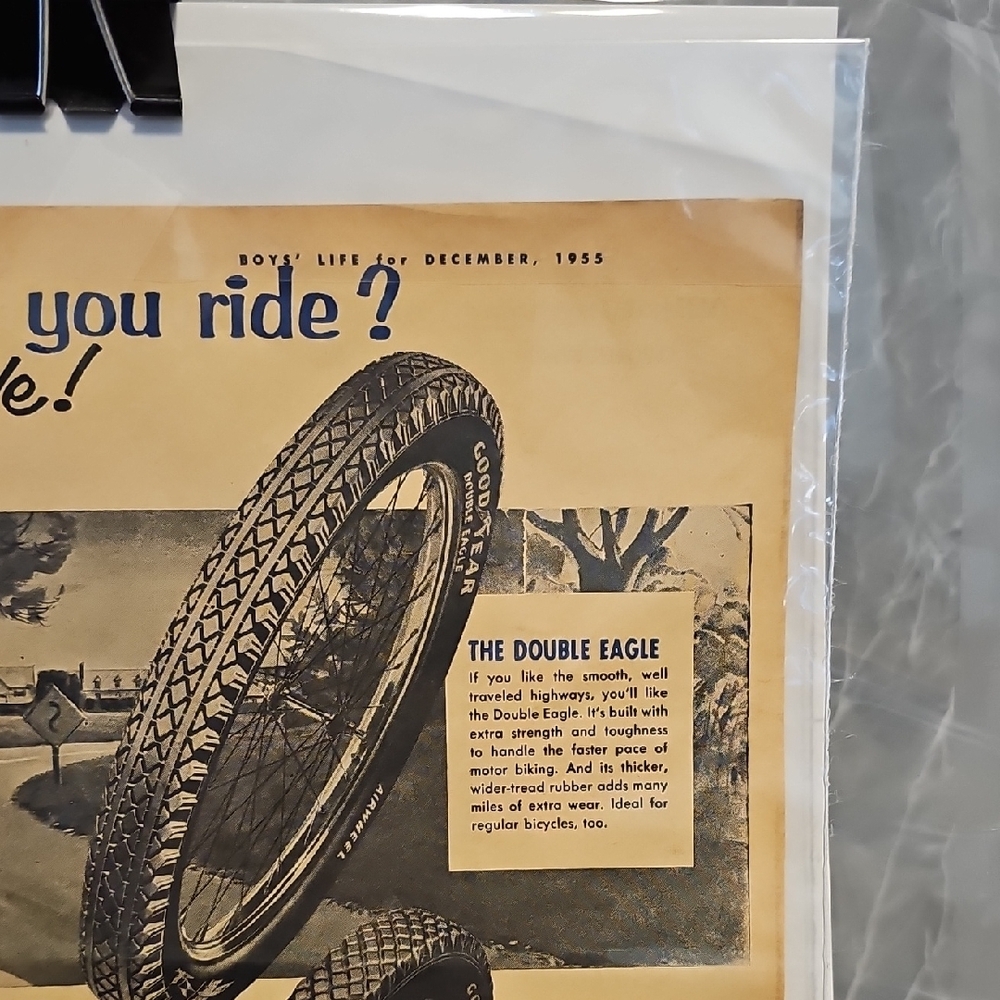 BOYS' LIFE for DECEMBER, 1955
you ride?
GOODYEAR
DOUBLE EAGLE
THE DOUBLE EAGLE
If you like the smooth, well
traveled highways, you'll like
the Double Eagle. It's built with
extra strength and toughness
to handle the faster pace of
motor biking. And its thicker,
wider-tread rubber adds many
miles of extra wear. Ideal for
regular bicycles, too.
AIRWHEEL